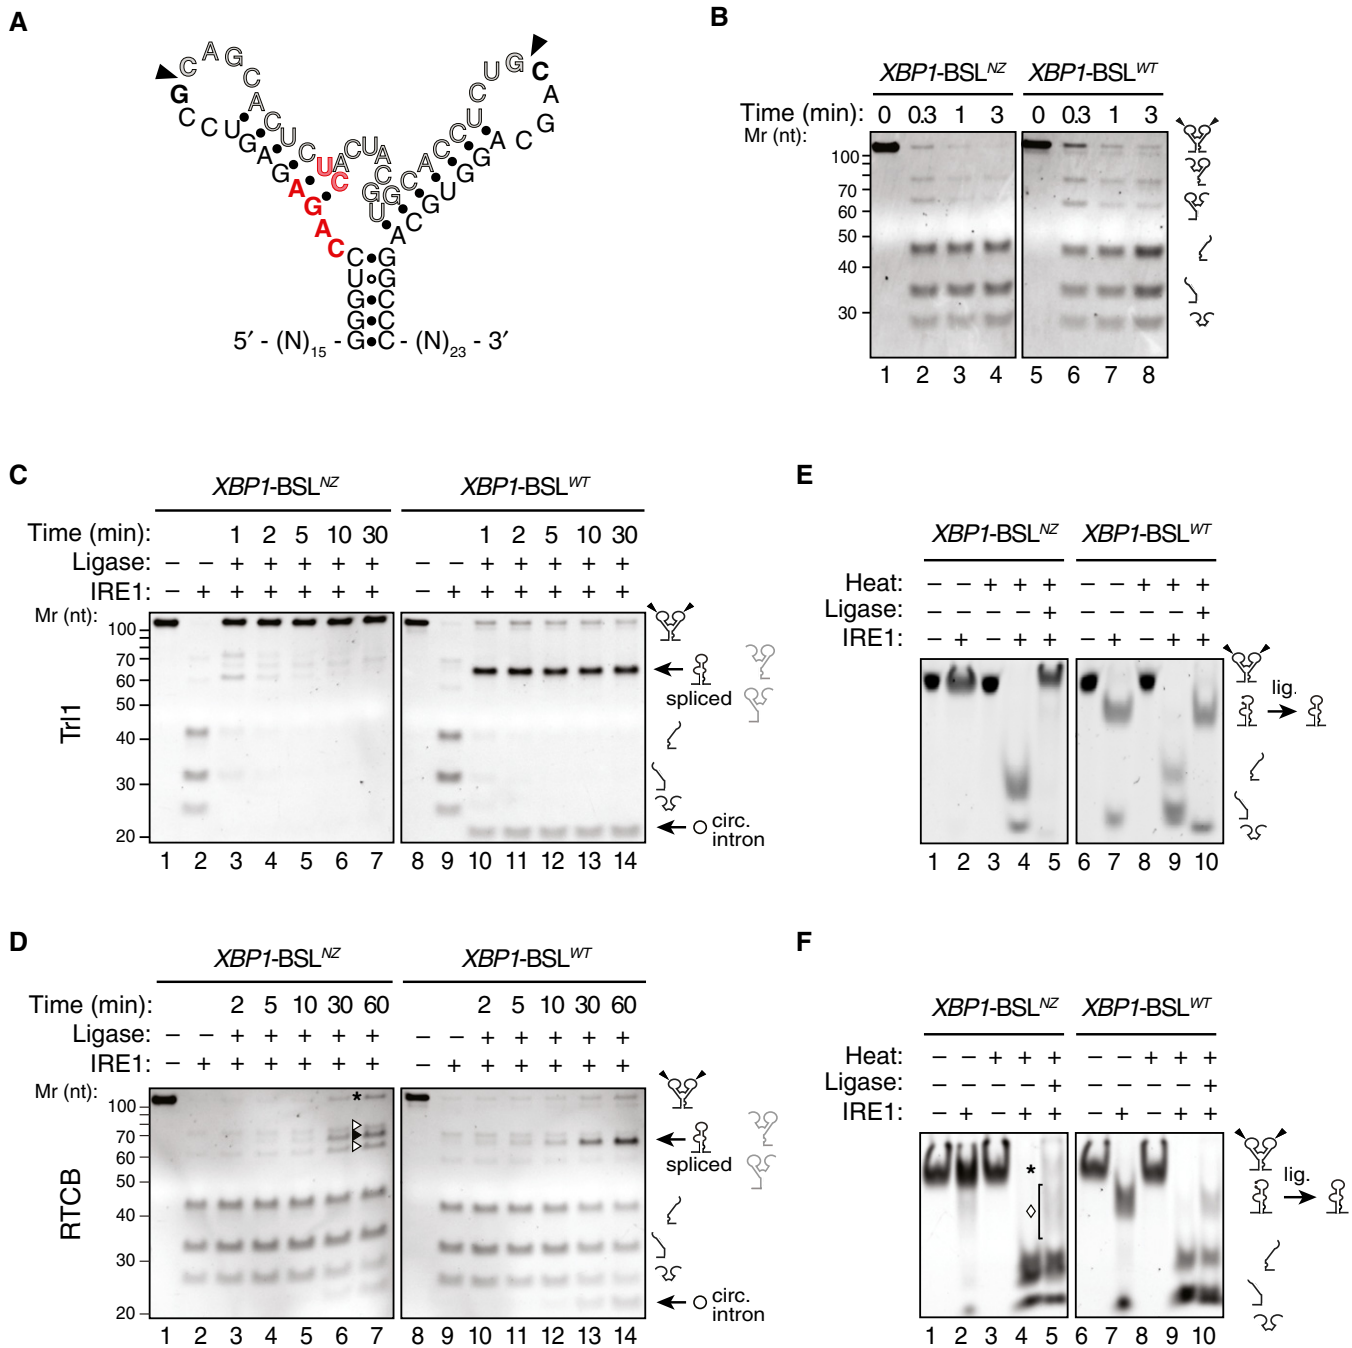 A
G
C
A
G
C
A
C
U
C
U
C
A
C
U
A
C
G
U
G
C
A
C
C
U
C
U
G
C
C
U
G
A
G
A
G
A
C
C
U
G
G
G
C
A
G
C
A
G
G
U
G
C
A
G
G
C
C
C
5′ - (N)15 - G C - (N)23 - 3′
B
XBP1-BSLNZ XBP1-BSLWT
Time (min): 0 0.3 1 3 0 0.3 1 3
Mr (nt):
100
70
60
50
40
30
1 2 3 4 5 6 7 8
C
XBP1-BSLNZ XBP1-BSLWT
Time (min): 1 2 5 10 30 1 2 5 10 30
Ligase: – – + + + + + – – + + + + +
IRE1: – + + + + + + – + + + + + +
Mr (nt):
100
70
60
50
40
30
20
Trl1
spliced
circ.
intron
1 2 3 4 5 6 7 8 9 10 11 12 13 14
D
XBP1-BSLNZ XBP1-BSLWT
Time (min): 2 5 10 30 60 2 5 10 30 60
Ligase: – – + + + + + – – + + + + +
IRE1: – + + + + + + – + + + + + +
Mr (nt):
100
70
60
50
40
30
20
RTCB
*
spliced
circ.
intron
1 2 3 4 5 6 7 8 9 10 11 12 13 14
E
XBP1-BSLNZ XBP1-BSLWT
Heat: – – + + + – – + + +
Ligase: – – – – + – – – – +
IRE1: – + – + + – + – + +
lig.
1 2 3 4 5 6 7 8 9 10
F
XBP1-BSLNZ XBP1-BSLWT
Heat: – – + + + – – + + +
Ligase: – – – – + – – – – +
IRE1: – + – + + – + – + +
*
◊
lig.
1 2 3 4 5 6 7 8 9 10